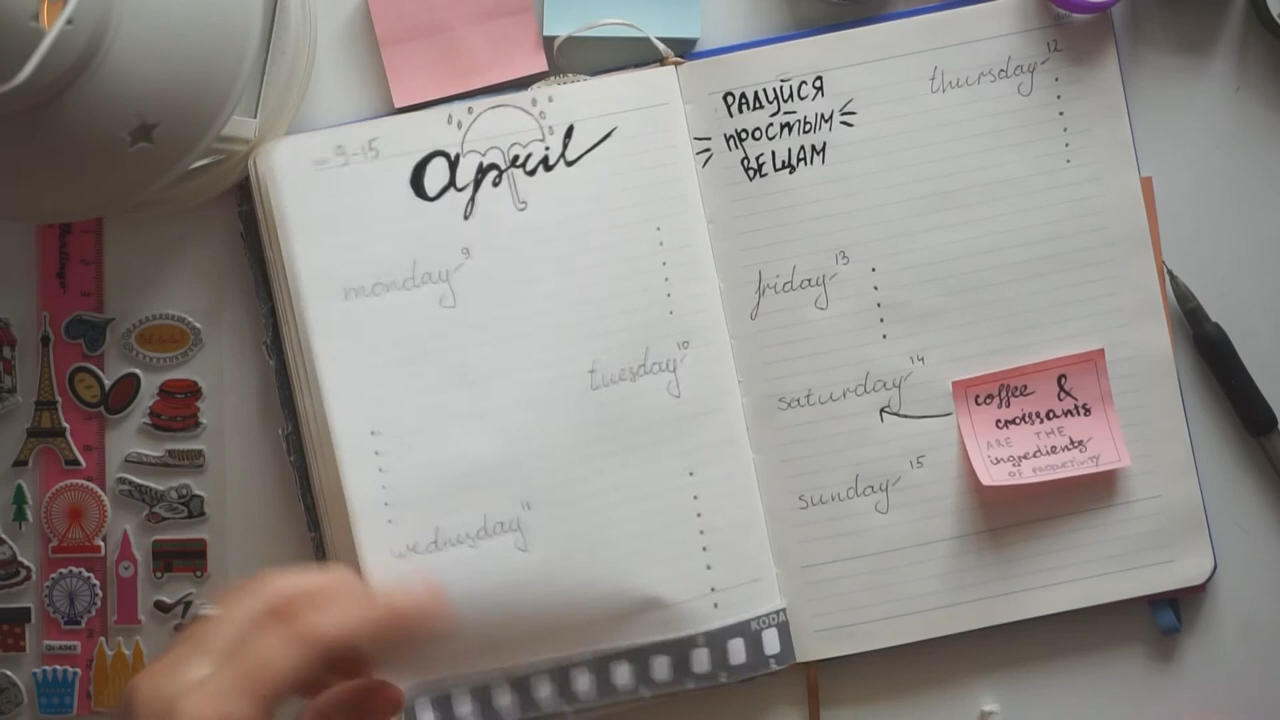 9-15
april
monday 9
tuesday 10
wednesday 11
KODA
РАДУЙСЯ
ПРОСТЫМ
ВЕЩАМ
thursday 12
friday 13
saturday 14
sunday 15
coffee &
croissants
ARE THE
ingredients
OF PRODUCTIVITY
Berlingo